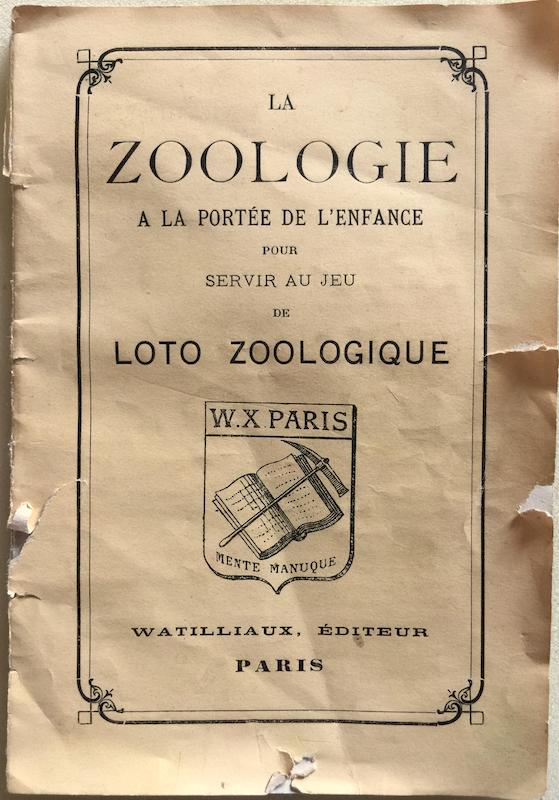 LA
ZOOLOGIE
A LA PORTÉE DE L'ENFANCE
POUR
SERVIR AU JEU
DE
LOTO ZOOLOGIQUE
W.X PARIS
MENTE MANUQUE
WATILLIAUX, ÉDITEUR
PARIS